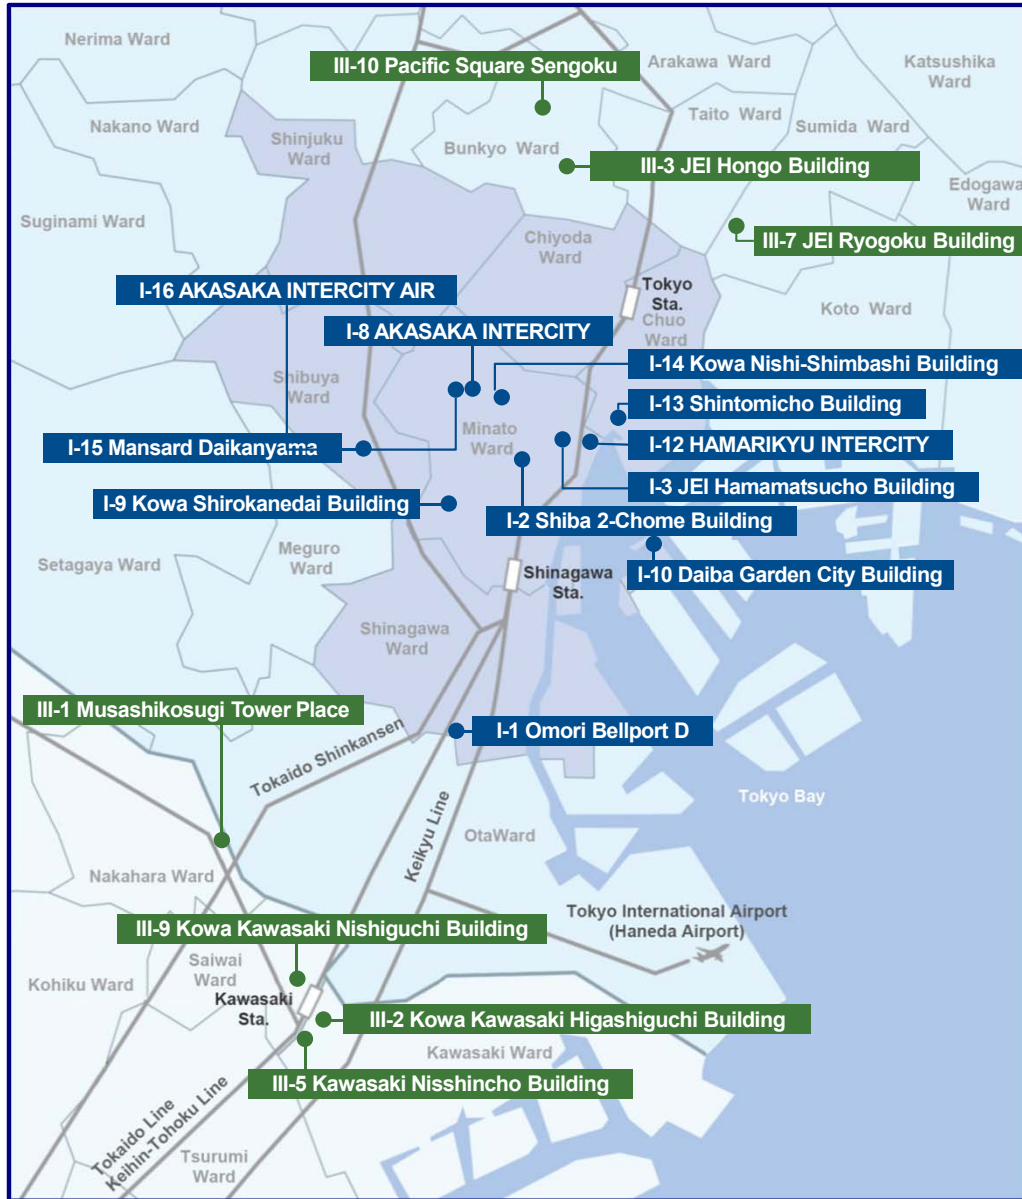 Nerima Ward
III-10 Pacific Square Sengoku
Arakawa Ward
Katsushika
Ward
Nakano Ward
Shinjuku
Ward
Bunkyo Ward
Taito Ward
Sumida Ward
III-3 JEI Hongo Building
Edogawa
Ward
Suginami Ward
Chiyoda
Ward
III-7 JEI Ryogoku Building
I-16 AKASAKA INTERCITY AIR
Tokyo
Sta.
Koto Ward
I-8 AKASAKA INTERCITY
Chuo
Ward
I-14 Kowa Nishi-Shimbashi Building
Shibuya
Ward
I-13 Shintomicho Building
Minato
Ward
I-15 Mansard Daikanyama
I-12 HAMARIKYU INTERCITY
I-3 JEI Hamamatsucho Building
I-9 Kowa Shirokanedai Building
I-2 Shiba 2-Chome Building
Setagaya Ward
Meguro
Ward
Shinagawa
Sta.
I-10 Daiba Garden City Building
Shinagawa
Ward
III-1 Musashikosugi Tower Place
I-1 Omori Bellport D
Tokaido Shinkansen
Tokyo Bay
Keikyu Line
OtaWard
Nakahara Ward
Tokyo International Airport
(Haneda Airport)
III-9 Kowa Kawasaki Nishiguchi Building
Saiwai
Ward
Kohiku Ward
Kawasaki
Sta.
III-2 Kowa Kawasaki Higashiguchi Building
Kawasaki Ward
III-5 Kawasaki Nisshincho Building
Tokaido Line
Keihin-Tohoku Line
Tsurumi
Ward